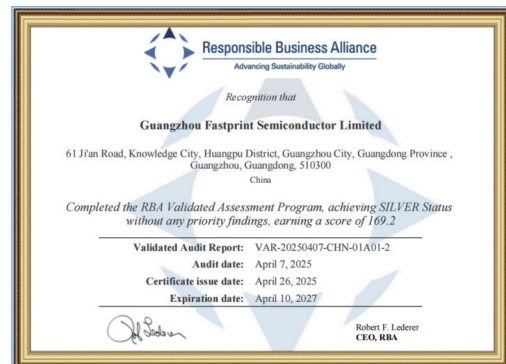 Responsible Business Alliance
Advancing Sustainability Globally
Recognition that
Guangzhou Fastprint Semiconductor Limited
61 Ji'an Road, Knowledge City, Huangpu District, Guangzhou City, Guangdong Province ,
Guangzhou, Guangdong, 510300
China
Completed the RBA Validated Assessment Program, achieving SILVER Status
without any priority findings, earning a score of 169.2
Validated Audit Report: VAR-20250407-CHN-01A01-2
Audit date: April 7, 2025
Certificate issue date: April 26, 2025
Expiration date: April 10, 2027
Robert F. Lederer
CEO, RBA